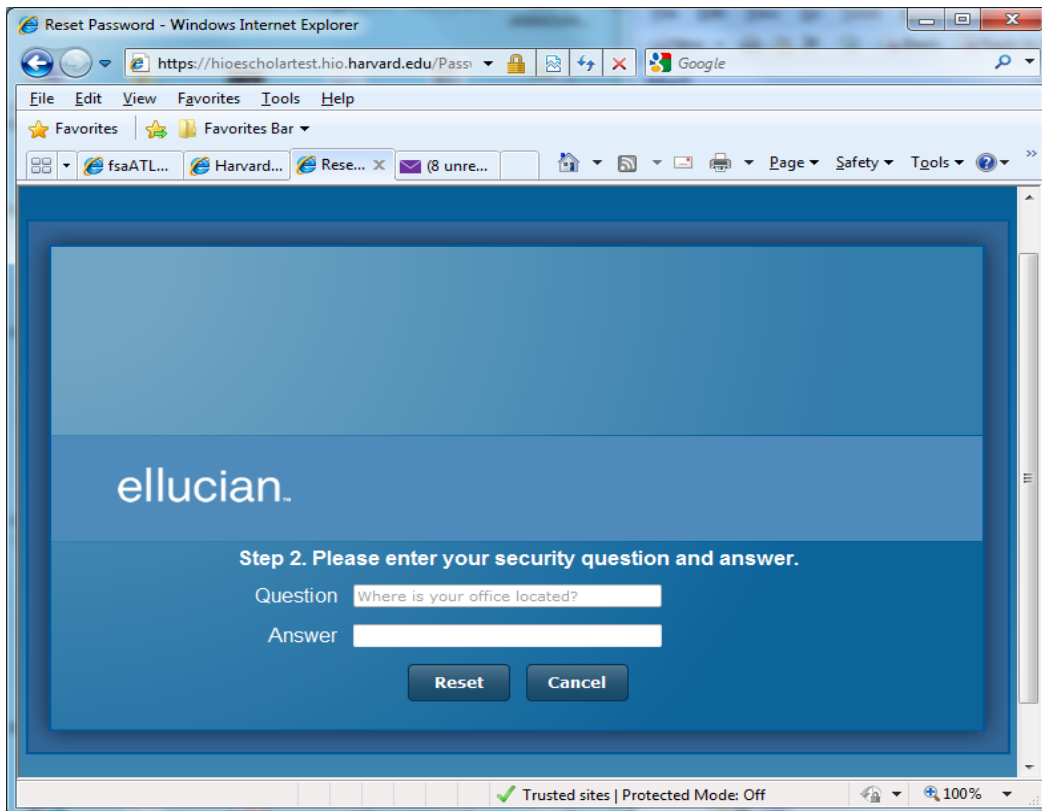 Reset Password - Windows Internet Explorer
https://hioescholartest.hio.harvard.edu/Pass
Google
File Edit View Favorites Tools Help
Favorites Favorites Bar
fsaATL... Harvard... Rese... (8 unre... Page Safety Tools
ellucian
Step 2. Please enter your security question and answer.
Question Where is your office located?
Answer
Reset Cancel
Trusted sites | Protected Mode: Off 100%